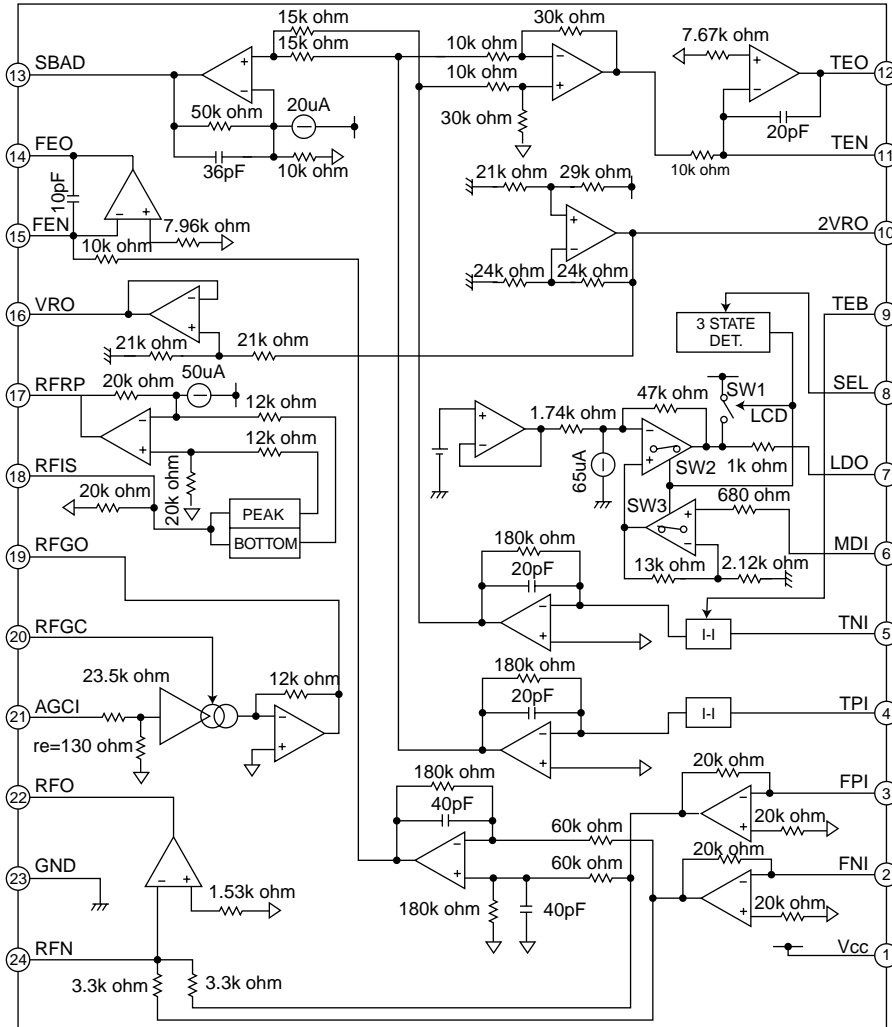 15k ohm
15k ohm
30k ohm
10k ohm
10k ohm
30k ohm
7.67k ohm
20pF
10k ohm
13 SBAD
TEO 12
50k ohm
20uA
36pF
10k ohm
14 FEO
TEN 11
10pF
15 FEN
7.96k ohm
10k ohm
21k ohm
29k ohm
2VRO 10
24k ohm
24k ohm
16 VRO
21k ohm
21k ohm
TEB 9
3 STATE
DET.
50uA
17 RFRP
20k ohm
12k ohm
12k ohm
20k ohm
SEL 8
47k ohm
SW1
LCD
1.74k ohm
65uA
SW2
1k ohm
LDO 7
18 RFIS
20k ohm
PEAK
BOTTOM
SW3
680 ohm
MDI 6
13k ohm
2.12k ohm
19 RFGO
180k ohm
20pF
I-I
TNI 5
20 RFGC
23.5k ohm
12k ohm
180k ohm
20pF
I-I
TPI 4
21 AGCI
re=130 ohm
22 RFO
180k ohm
40pF
60k ohm
60k ohm
20k ohm
FPI 3
20k ohm
20k ohm
FNI 2
20k ohm
23 GND
1.53k ohm
180k ohm
40pF
24 RFN
Vcc 1
3.3k ohm
3.3k ohm
+
−